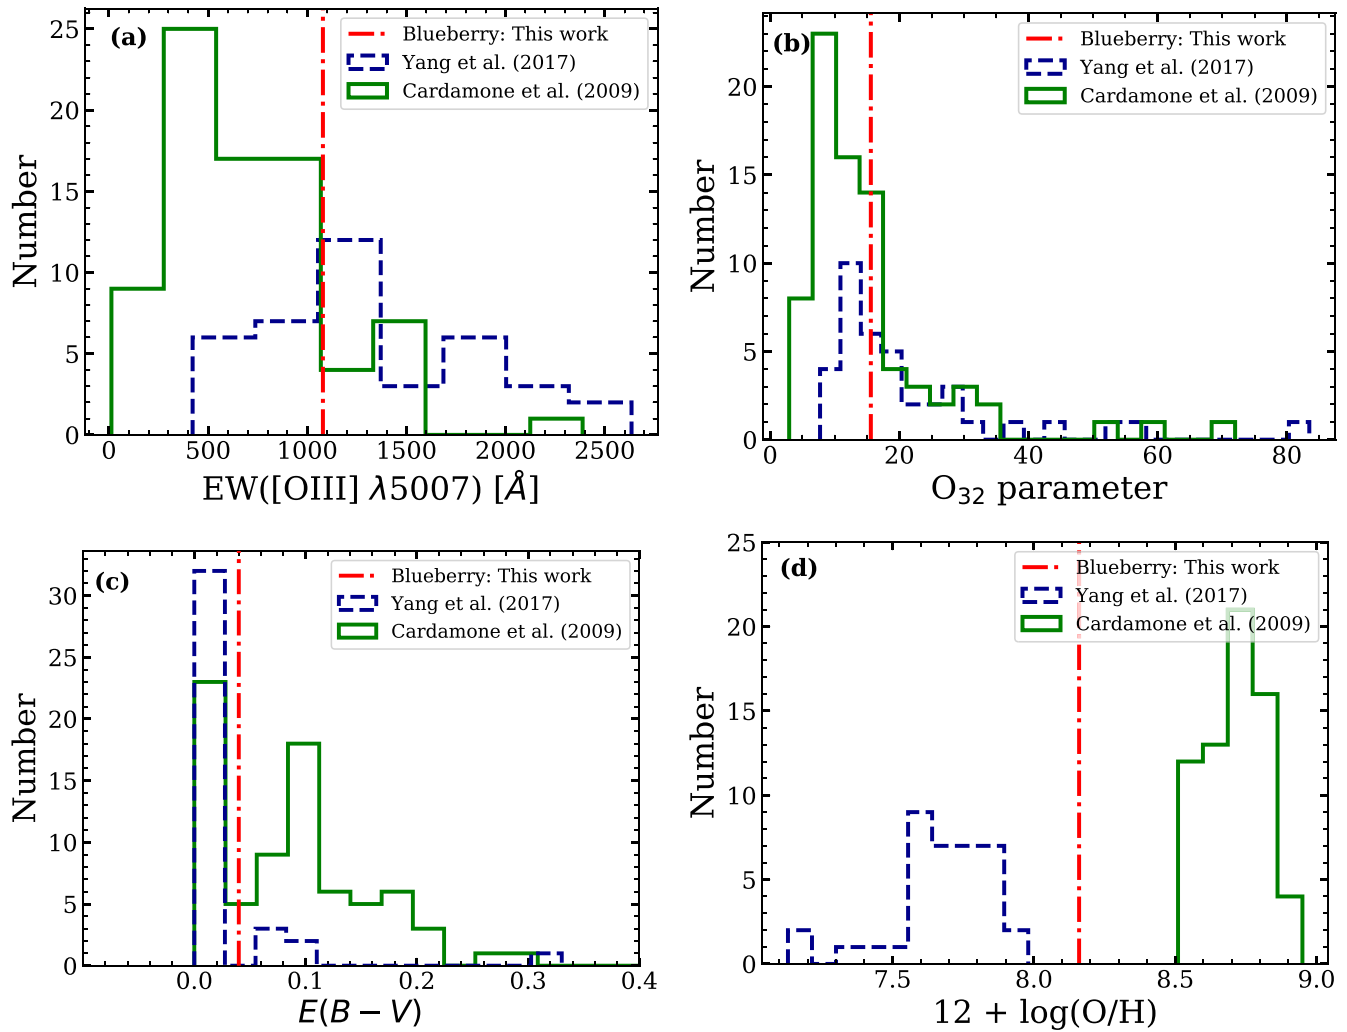 (a)
Blueberry: This work
Yang et al. (2017)
Cardamone et al. (2009)
Number
25
20
15
10
5
0
0 500 1000 1500 2000 2500
EW([OIII] λ5007) [Å]
(b)
Blueberry: This work
Yang et al. (2017)
Cardamone et al. (2009)
Number
20
15
10
5
0
0 20 40 60 80
O₃₂ parameter
(c)
Blueberry: This work
Yang et al. (2017)
Cardamone et al. (2009)
Number
30
25
20
15
10
5
0
0.0 0.1 0.2 0.3 0.4
E(B − V)
(d)
Blueberry: This work
Yang et al. (2017)
Cardamone et al. (2009)
Number
25
20
15
10
5
0
7.5 8.0 8.5 9.0
12 + log(O/H)